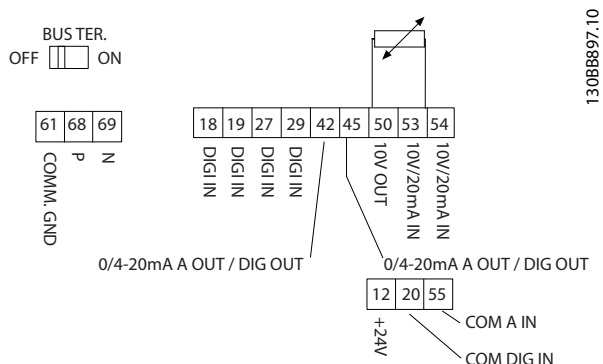 130BB897.10
BUS TER.
OFF ON
61 68 69
COMM. GND
P
N
18 19 27 29 42 45 50 53 54
DIGI IN
DIGI IN
DIGI IN
DIGI IN
10V OUT
10V/20mA IN
10V/20mA IN
0/4-20mA A OUT / DIG OUT
0/4-20mA A OUT / DIG OUT
12 20 55
+24V
COM A IN
COM DIG IN